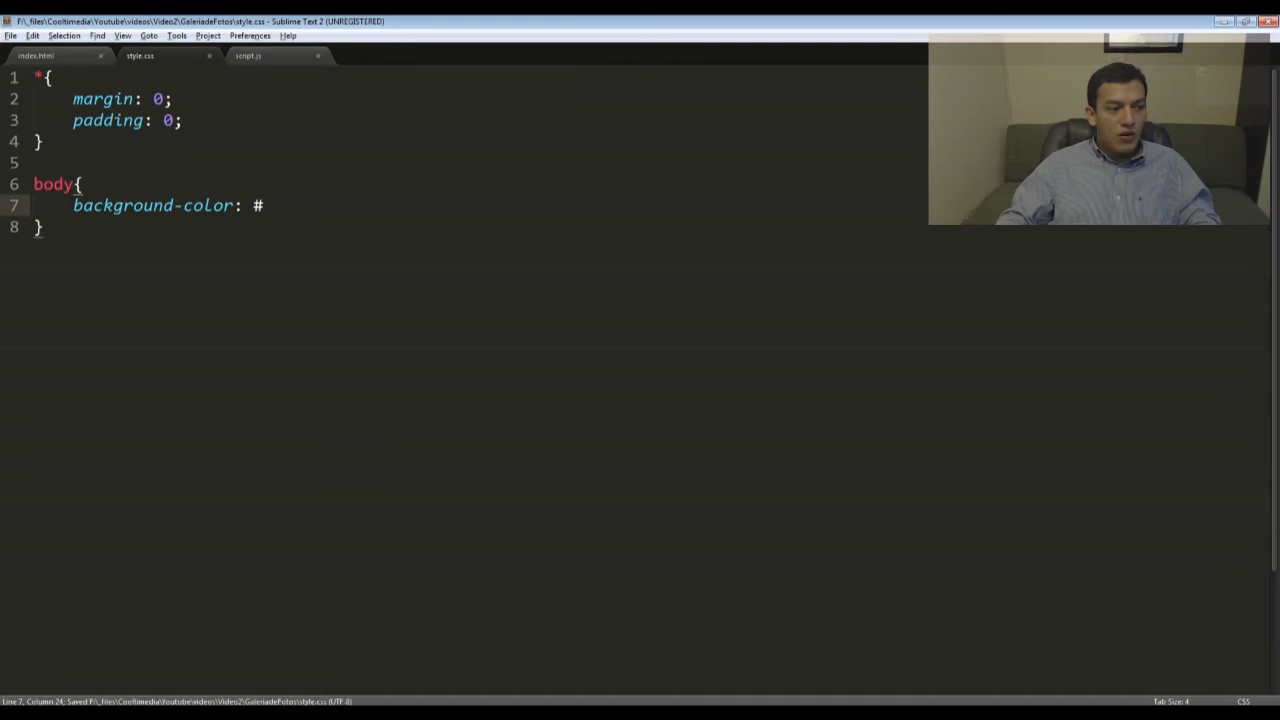 F:\_files\Cooltimedia\Youtube\videos\Video2\GaleriadeFotos\style.css - Sublime Text 2 (UNREGISTERED)
File Edit Selection Find View Goto Tools Project Preferences Help
index.html × style.css × script.js ×
1 *{
2 margin: 0;
3 padding: 0;
4 }
5
6 body{
7 background-color: #
8 }
Line 7, Column 24; Saved F:\_files\Cooltimedia\Youtube\videos\Video2\GaleriadeFotos\style.css (UTF-8) Tab Size: 4 CSS